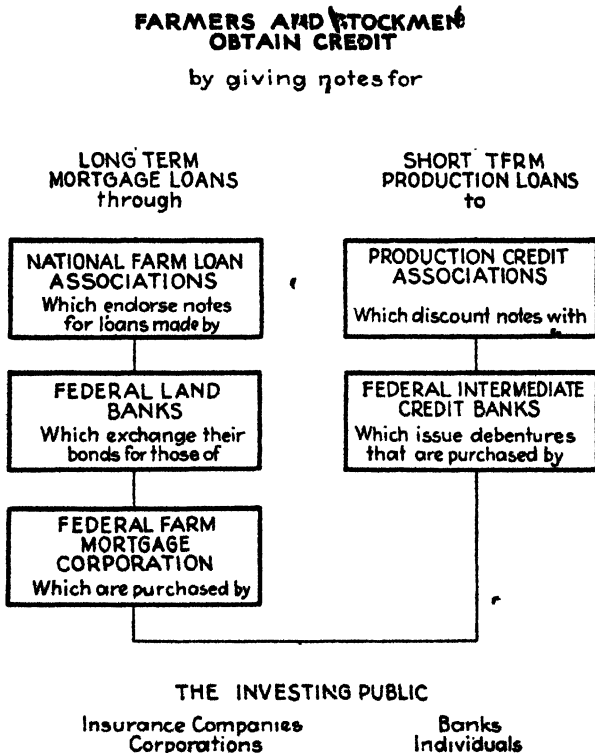 FARMERS AND STOCKMEN
OBTAIN CREDIT
by giving notes for
LONG TERM
MORTGAGE LOANS
through
NATIONAL FARM LOAN
ASSOCIATIONS
Which endorse notes
for loans made by
FEDERAL LAND
BANKS
Which exchange their
bonds for those of
FEDERAL FARM
MORTGAGE
CORPORATION
Which are purchased by
SHORT TERM
PRODUCTION LOANS
to
PRODUCTION CREDIT
ASSOCIATIONS
Which discount notes with
FEDERAL INTERMEDIATE
CREDIT BANKS
Which issue debentures
that are purchased by
THE INVESTING PUBLIC
Insurance Companies
Corporations
Banks
Individuals